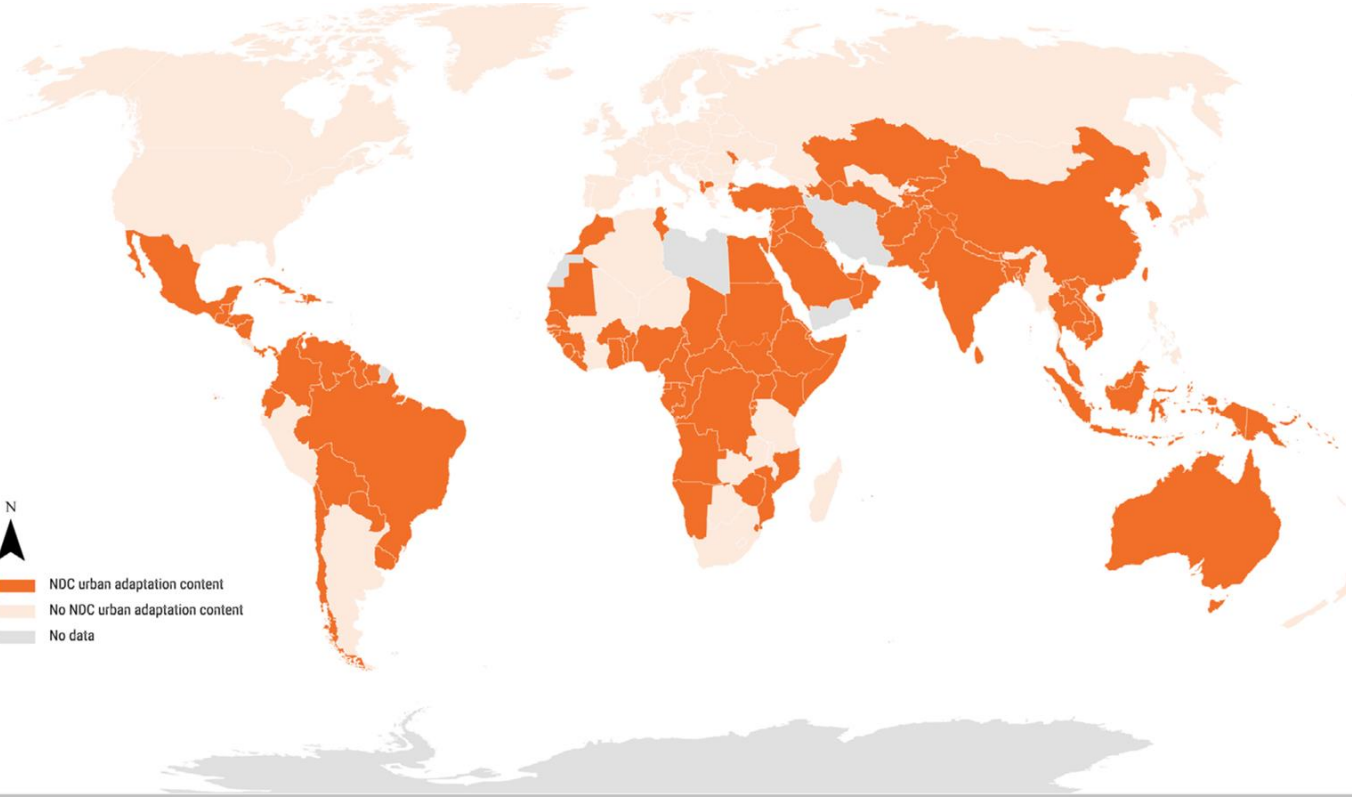 N
NDC urban adaptation content
No NDC urban adaptation content
No data